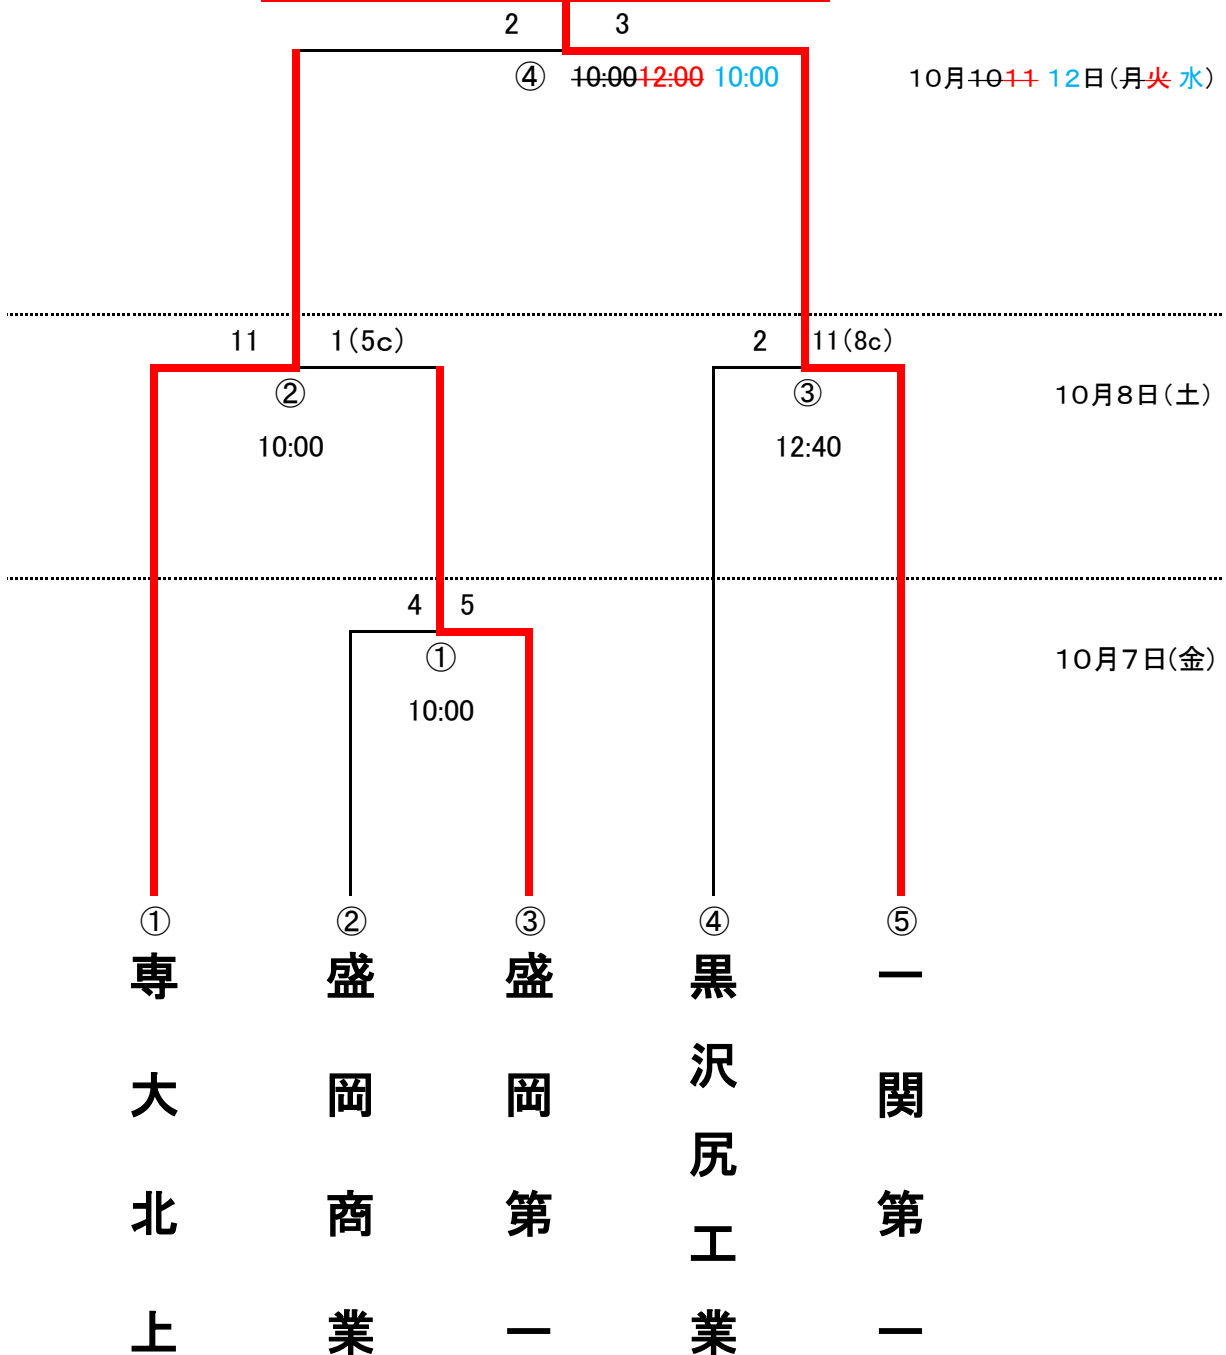 2 3
④ 10:0012:00 10:00 10月1011 12日(月火 水)
11 1(5c) 2 11(8c)
② ③ 10月8日(土)
10:00 12:40
4 5
① 10月7日(金)
10:00
① ② ③ ④ ⑤
専大北上
盛岡商業
盛岡第一
黒沢尻工業
一関第一